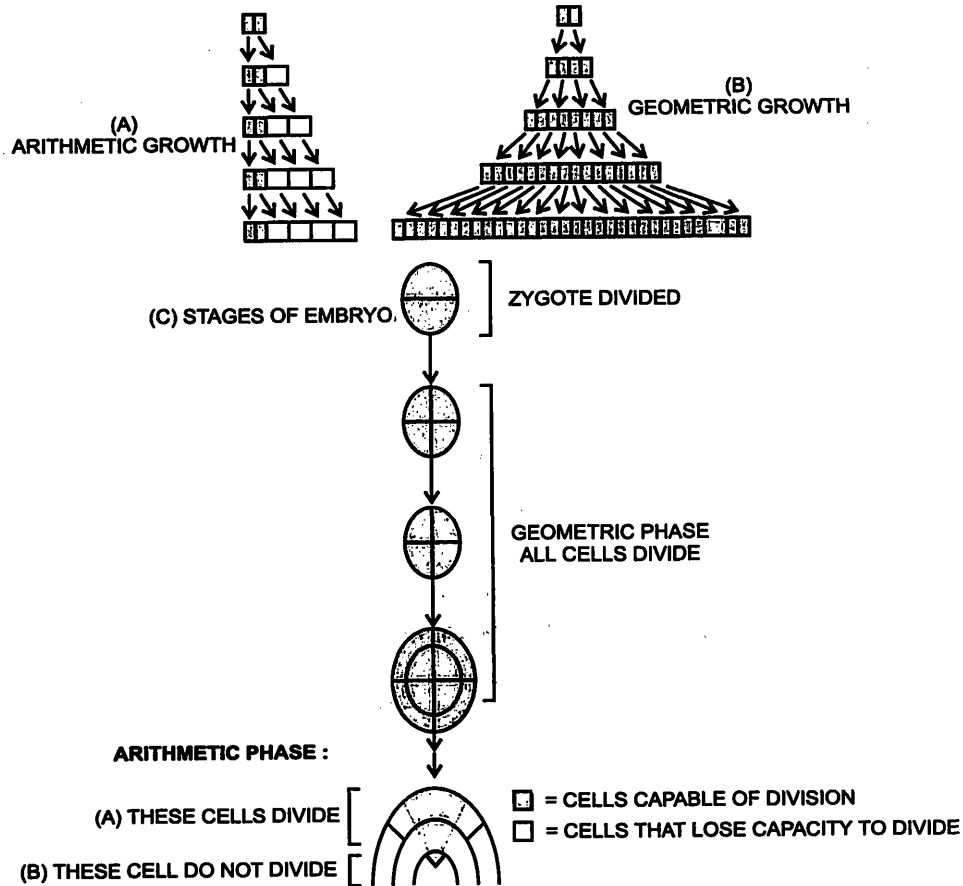 (A)
ARITHMETIC GROWTH
(B)
GEOMETRIC GROWTH
(C) STAGES OF EMBRYO.
ZYGOTE DIVIDED
GEOMETRIC PHASE
ALL CELLS DIVIDE
ARITHMETIC PHASE :
(A) THESE CELLS DIVIDE
(B) THESE CELL DO NOT DIVIDE
= CELLS CAPABLE OF DIVISION
= CELLS THAT LOSE CAPACITY TO DIVIDE